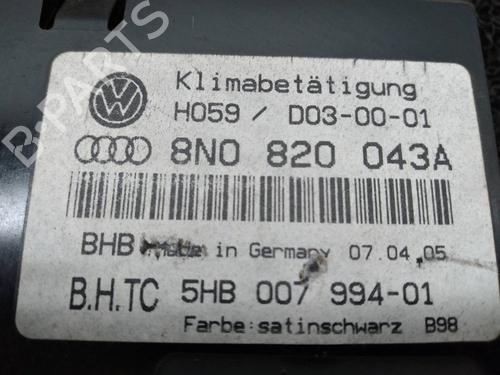 Klimabetätigung
H059 / D03-00-01
8N0 820 043A
BHB Made in Germany 07.04.05
B.H.TC 5HB 007 994-01
Farbe:satinschwarz B98
B-PARTS